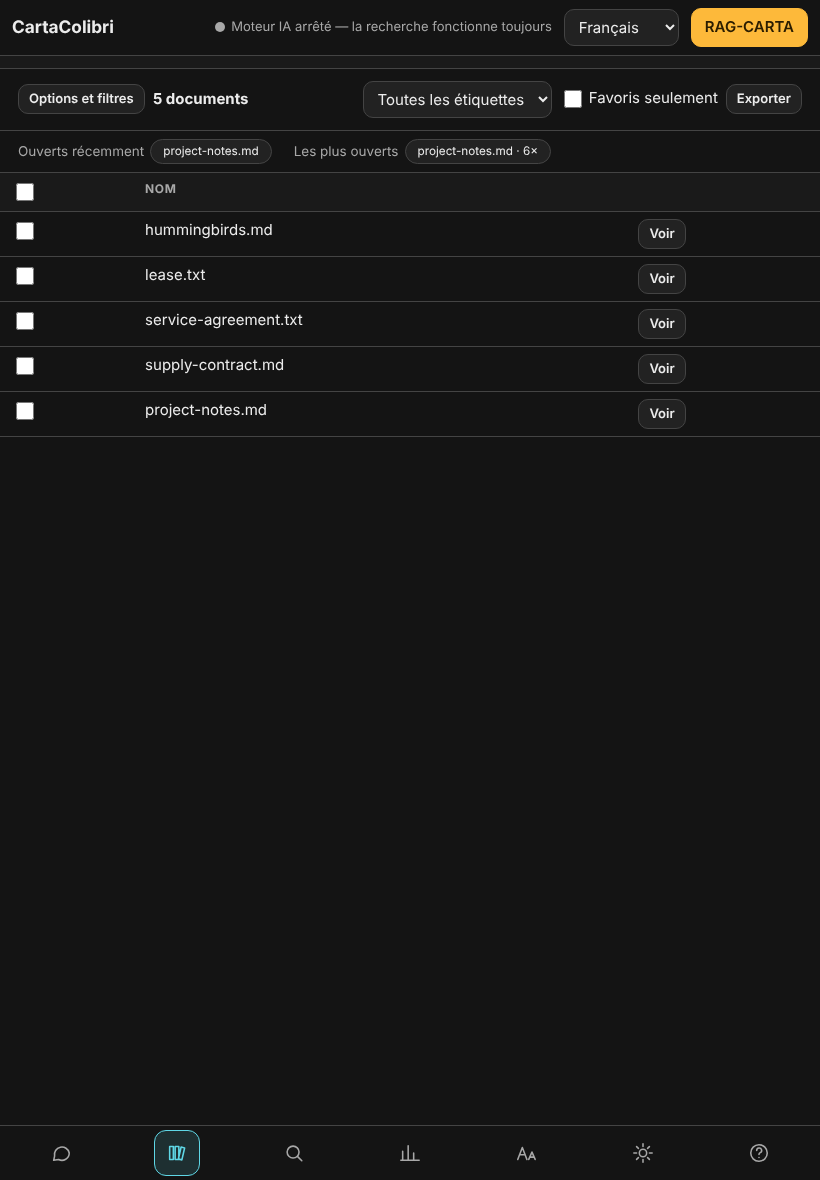 CartaColibri
Moteur IA arrêté — la recherche fonctionne toujours
Français
RAG-CARTA
Options et filtres
5 documents
Toutes les étiquettes
Favoris seulement
Exporter
Ouverts récemment
project-notes.md
Les plus ouverts
project-notes.md · 6×
NOM
hummingbirds.md
Voir
lease.txt
Voir
service-agreement.txt
Voir
supply-contract.md
Voir
project-notes.md
Voir
AA